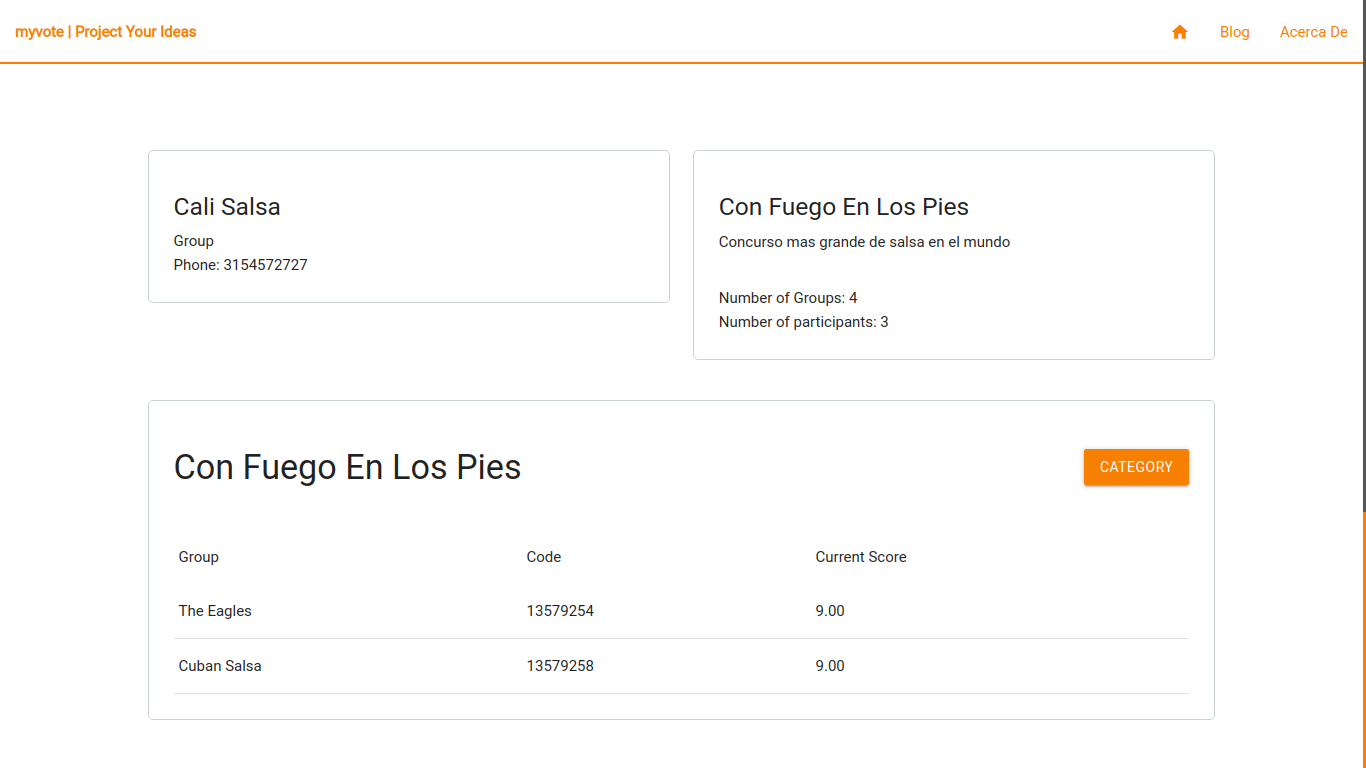 myvote | Project Your Ideas
Blog
Acerca De
Cali Salsa
Group
Phone: 3154572727
Con Fuego En Los Pies
Concurso mas grande de salsa en el mundo
Number of Groups: 4
Number of participants: 3
Con Fuego En Los Pies
CATEGORY
Group Code Current Score
The Eagles 13579254 9.00
Cuban Salsa 13579258 9.00